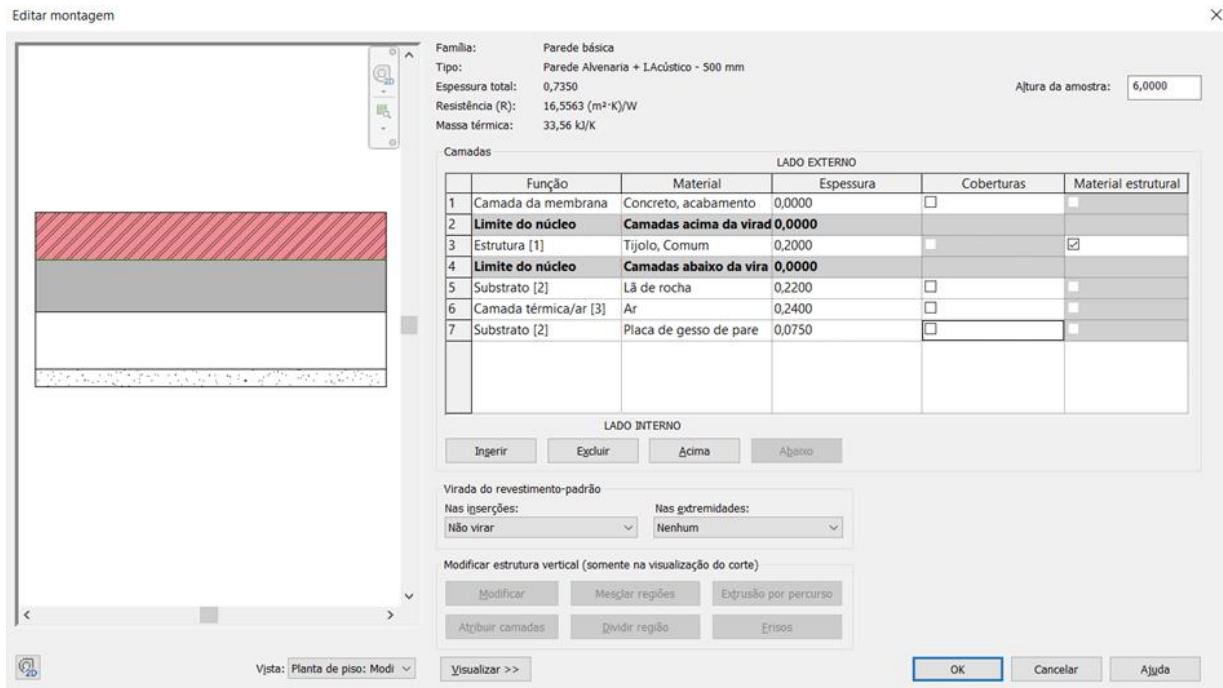 Editar montagem
Família: Parede básica
Tipo: Parede Alvenaria + I.Acústico - 500 mm
Espessura total: 0,7350
Altura da amostra: 6,0000
Resistência (R): 16,5563 (m²·K)/W
Massa térmica: 33,56 kJ/K
Camadas
LADO EXTERNO
Função Material Espessura Coberturas Material estrutural
1 Camada da membrana Concreto, acabamento 0,0000
2 Limite do núcleo Camadas acima da virad 0,0000
3 Estrutura [1] Tijolo, Comum 0,2000
4 Limite do núcleo Camadas abaixo da vira 0,0000
5 Substrato [2] Lã de rocha 0,2200
6 Camada térmica/ar [3] Ar 0,2400
7 Substrato [2] Placa de gesso de pare 0,0750
LADO INTERNO
Inserir Excluir Acima Abaixo
Virada do revestimento-padrão
Nas inserções: Nas extremidades:
Não virar Nenhum
Modificar estrutura vertical (somente na visualização do corte)
Modificar Mesclar regiões Extrusão por percurso
Atribuir camadas Dividir região Frisos
2D
2D Vista: Planta de piso: Modi Visualizar >> OK Cancelar Ajuda